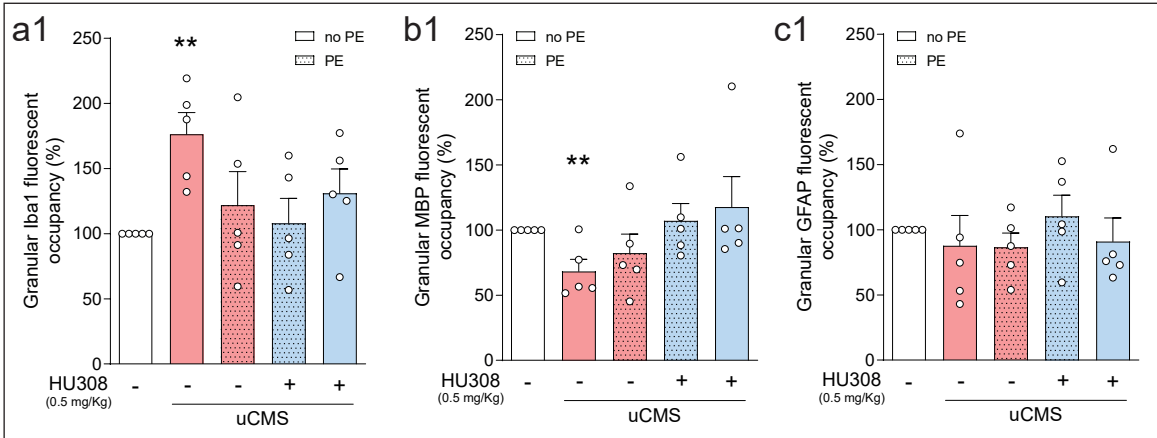 a1
Granular Iba1 fluorescent
occupancy (%)
250
200
150
100
50
0
**
no PE
PE
HU308
(0.5 mg/Kg)
- - - + +
uCMS
b1
Granular MBP fluorescent
occupancy (%)
250
200
150
100
50
0
no PE
PE
**
HU308
(0.5 mg/Kg)
- - - + +
uCMS
c1
Granular GFAP fluorescent
occupancy (%)
250
200
150
100
50
0
no PE
PE
HU308
(0.5 mg/Kg)
- - - + +
uCMS